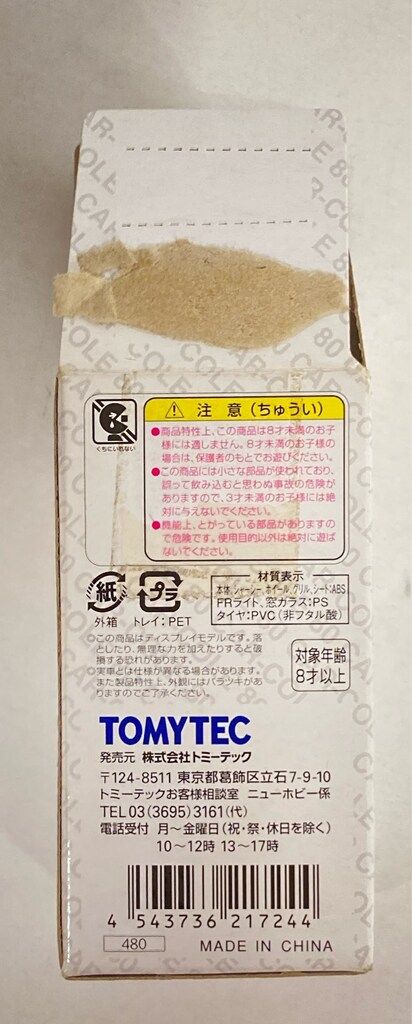 CAR-
COLE 80
くちにいれない
⚠ 注意(ちゅうい)
●商品特性上、この商品は8才未満のお子
様には適しません。8才未満のお子様の
場合は、保護者のもとでお遊びください。
●この商品には小さな部品が使われており、
誤って飲み込むと思わぬ事故の危険が
ありますので、3才未満のお子様には絶
対に与えないでください。
●機能上、とがっている部品がありますの
で危険です。使用目的以外は絶対に遊ば
ないでください。
紙
外箱
プラ
トレイ:PET
材質表示
本体、シャーシー、ホイール、グリル、シート:ABS
FRライト、窓ガラス:PS
タイヤ:PVC(非フタル酸)
○この商品はディスプレイモデルです。落
としたり、無理な力を加えたりすると破
損する恐れがあります。
○実車とは仕様が異なる場合があります。
また製品特性上、外観にはバラツキがあ
りますのでご了承ください。
対象年齢
8才以上
TOMYTEC
発売元 株式会社トミーテック
〒124-8511 東京都葛飾区立石7-9-10
トミーテックお客様相談室 ニューホビー係
TEL 03(3695)3161(代)
電話受付 月〜金曜日(祝・祭・休日を除く)
10〜12時 13〜17時
4 543736 217244
480
MADE IN CHINA